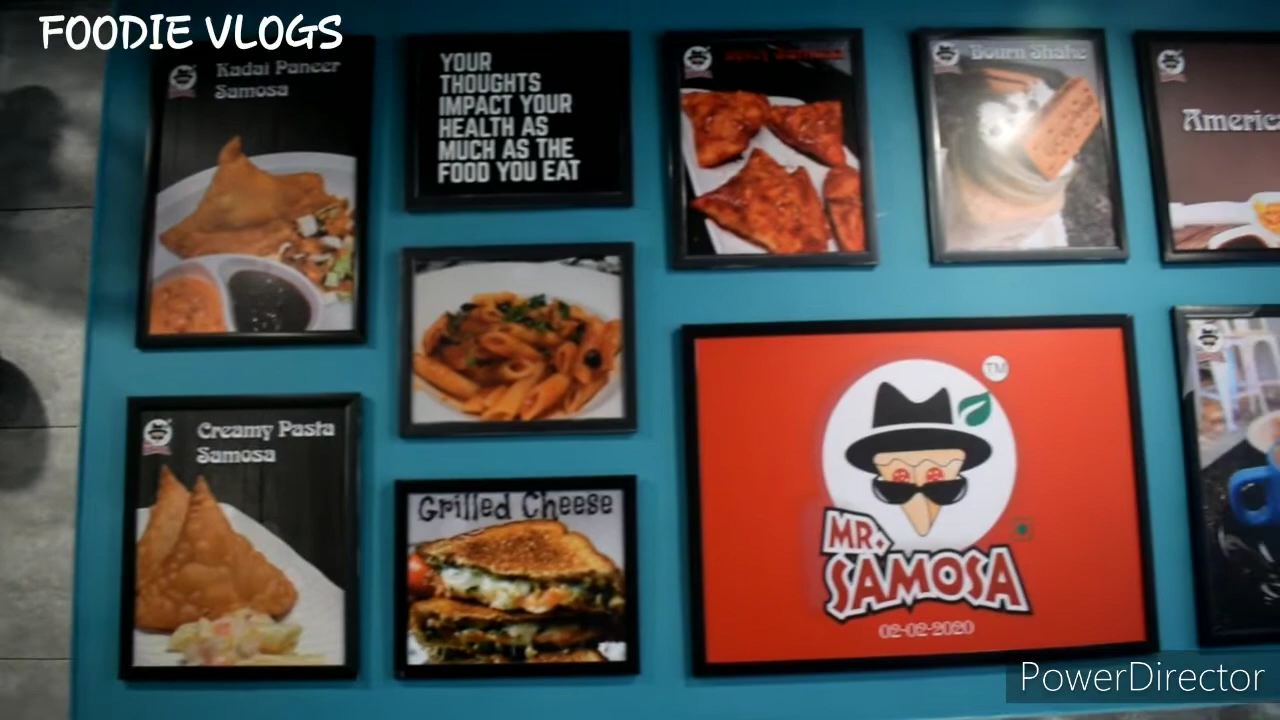 FOODIE VLOGS
Kadai Paneer
Samosa
YOUR
THOUGHTS
IMPACT YOUR
HEALTH AS
MUCH AS THE
FOOD YOU EAT
Bourn Shake
Creamy Pasta
Samosa
Grilled Cheese
TM
MR.
SAMOSA
02-02-2020
PowerDirector